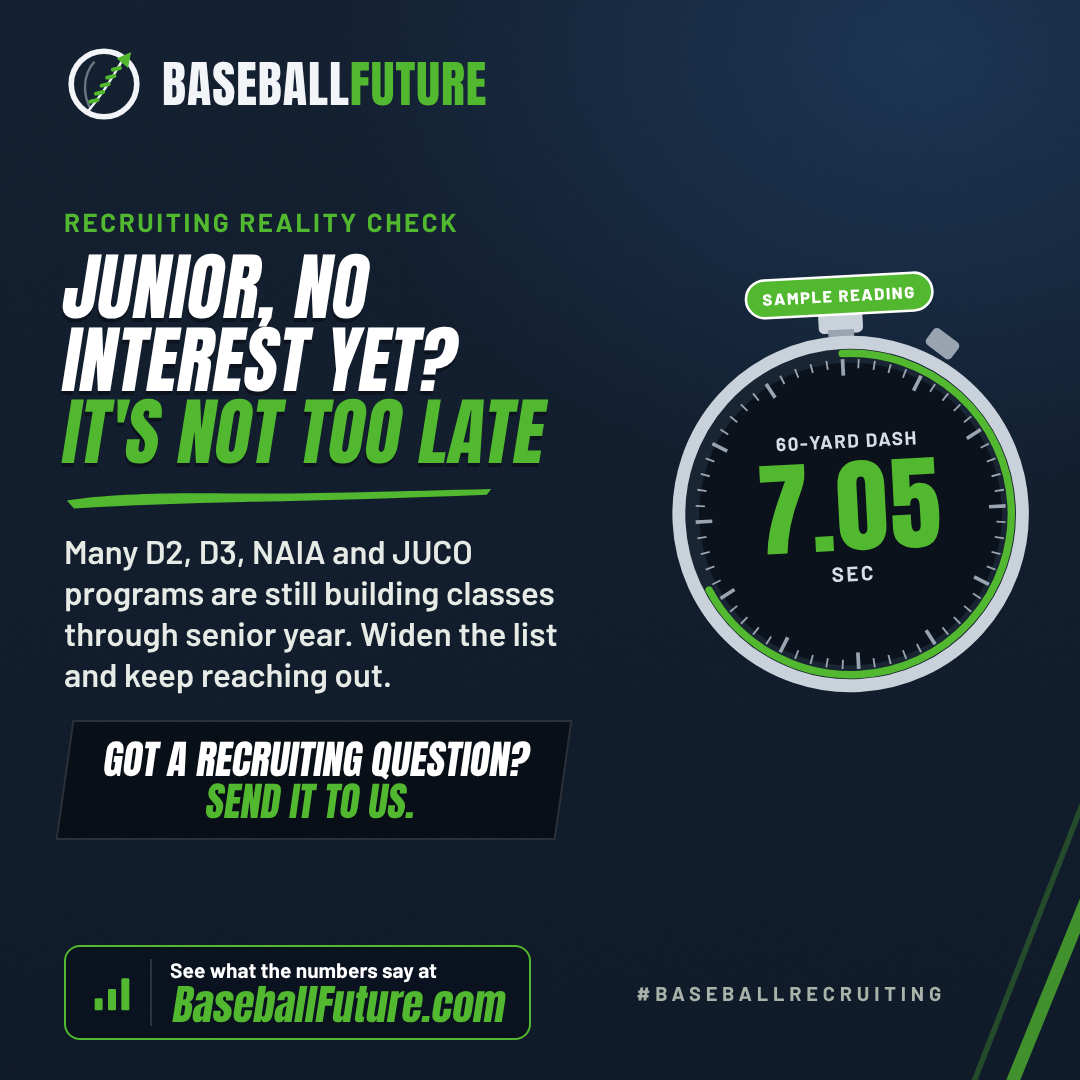 BASEBALLFUTURE
RECRUITING REALITY CHECK
JUNIOR, NO
INTEREST YET?
IT'S NOT TOO LATE
Many D2, D3, NAIA and JUCO
programs are still building classes
through senior year. Widen the list
and keep reaching out.
GOT A RECRUITING QUESTION?
SEND IT TO US.
SAMPLE READING
60-YARD DASH
7.05
SEC
See what the numbers say at
BaseballFuture.com
#BASEBALLRECRUITING